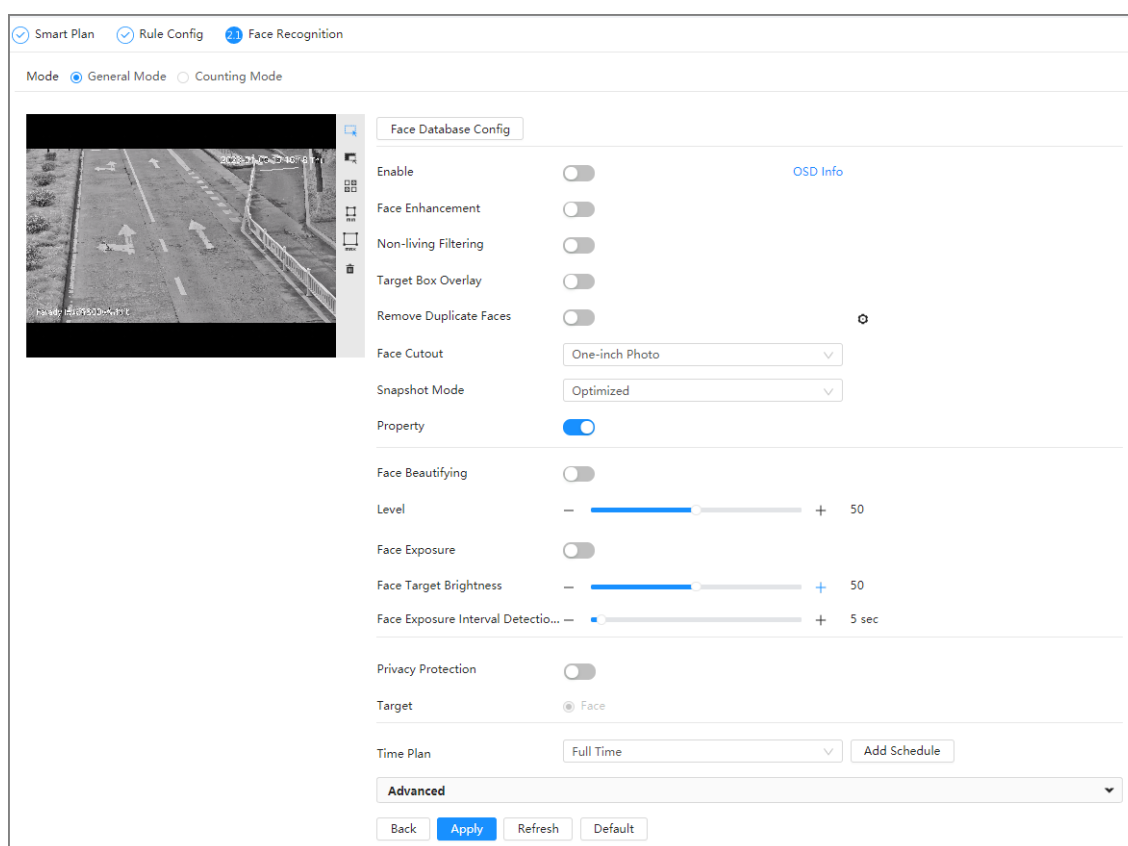 Smart Plan Rule Config 2.1 Face Recognition
Mode General Mode Counting Mode
Face Database Config
Enable OSD Info
Face Enhancement
Non-living Filtering
Target Box Overlay
Remove Duplicate Faces
Face Cutout One-inch Photo
Snapshot Mode Optimized
Property
Face Beautifying
Level 50
Face Exposure
Face Target Brightness 50
Face Exposure Interval Detectio... 5 sec
Privacy Protection
Target Face
Time Plan Full Time Add Schedule
Advanced
Back Apply Refresh Default